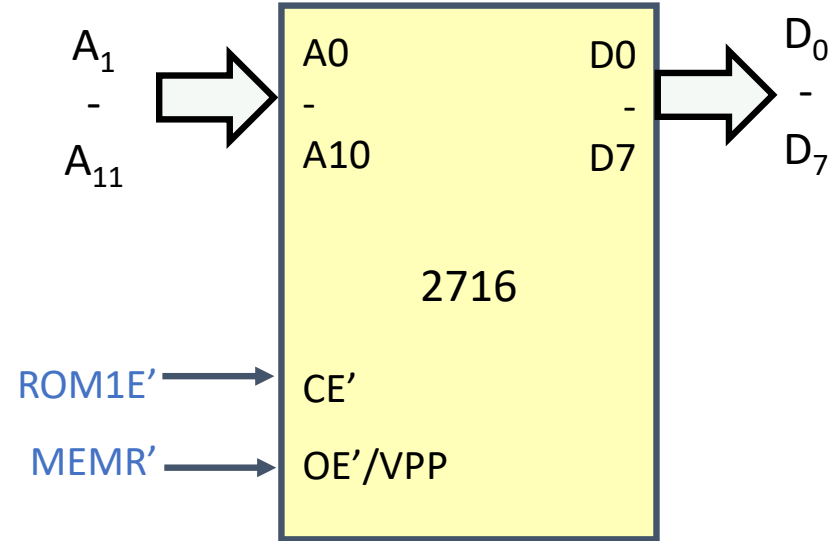 A₁
-
A₁₁
A0
-
A10
D0
-
D7
D₀
-
D₇
2716
ROM1E’
CE’
MEMR’
OE’/VPP